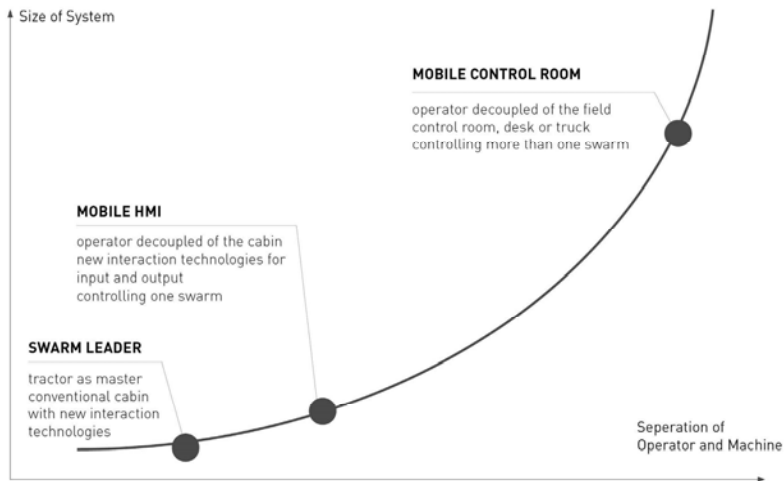 Size of System
MOBILE CONTROL ROOM
operator decoupled of the field
control room, desk or truck
controlling more than one swarm
MOBILE HMI
operator decoupled of the cabin
new interaction technologies for
input and output
controlling one swarm
SWARM LEADER
tractor as master
conventional cabin
with new interaction
technologies
Seperation of
Operator and Machine